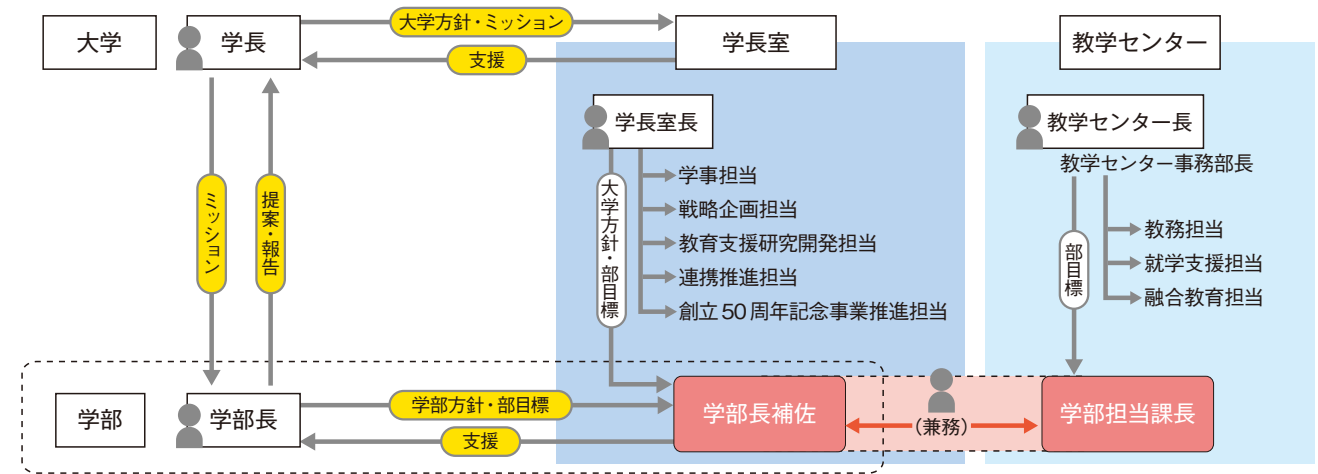 大学
学長
大学方針・ミッション
支援
学長室
教学センター
学長室長
学事担当
戦略企画担当
教育支援研究開発担当
連携推進担当
創立50周年記念事業推進担当
大学方針・部目標
教学センター長
教学センター事務部長
教務担当
就学支援担当
融合教育担当
部目標
ミッション
提案・報告
学部
学部長
学部方針・部目標
支援
学部長補佐
(兼務)
学部担当課長